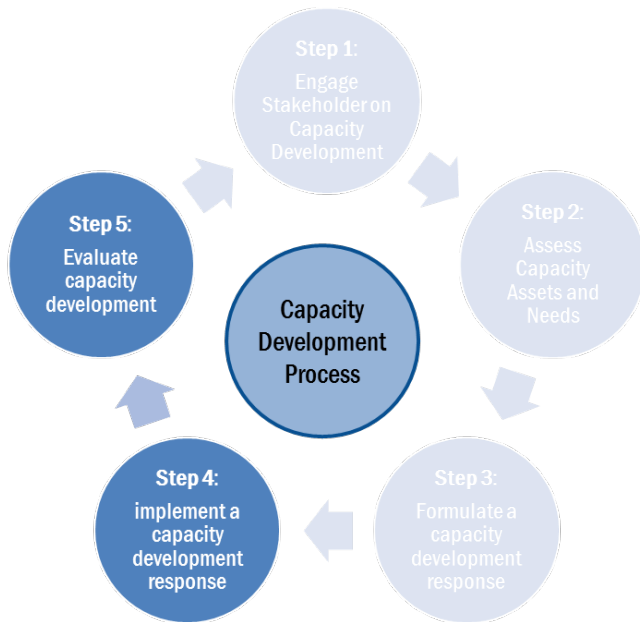 Step 1:
Engage
Stakeholder on
Capacity
Development
Step 2:
Assess
Capacity
Assets and
Needs
Step 3:
Formulate a
capacity
development
response
Step 4:
implement a
capacity
development
response
Step 5:
Evaluate
capacity
development
Capacity
Development
Process